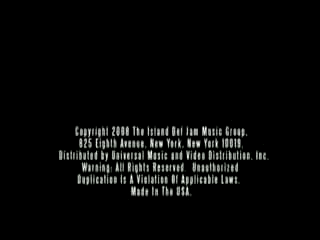 Copyright 2008 The Island Def Jam Music Group,
825 Eighth Avenue, New York, New York 10019,
Distributed by Universal Music and Video Distribution, Inc.
Warning: All Rights Reserved. Unauthorized
Duplication Is A Violation Of Applicable Laws.
Made In The USA.